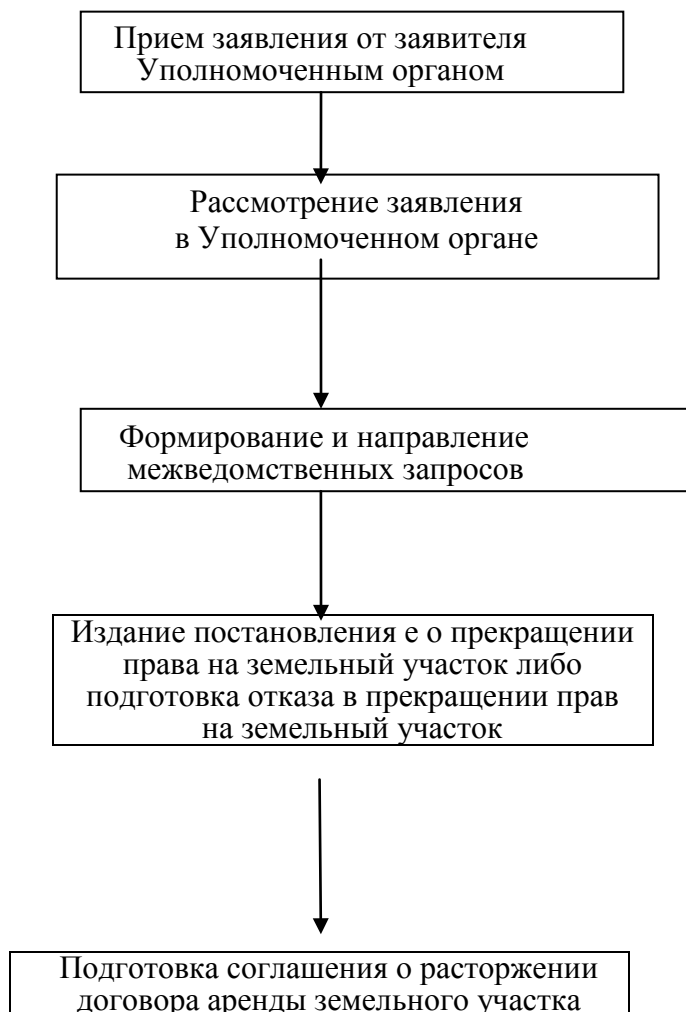 Прием заявления от заявителя
Уполномоченным органом
Рассмотрение заявления
в Уполномоченном органе
Формирование и направление
межведомственных запросов
Издание постановления е о прекращении
права на земельный участок либо
подготовка отказа в прекращении прав
на земельный участок
Подготовка соглашения о расторжении
договора аренды земельного участка